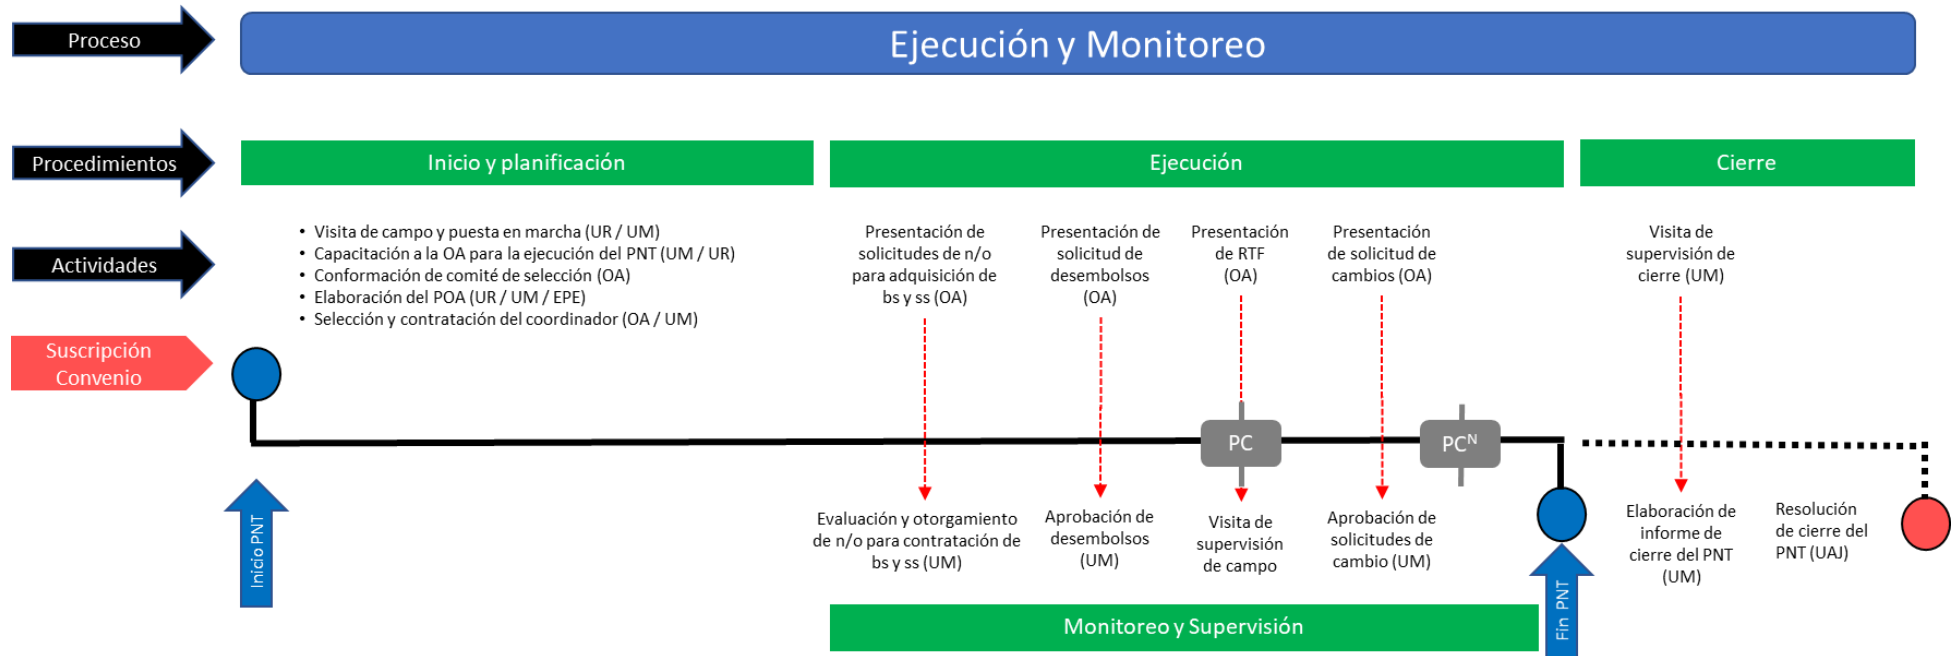 Proceso
Ejecución y Monitoreo
Procedimientos
Inicio y planificación
Ejecución
Cierre
Actividades
• Visita de campo y puesta en marcha (UR / UM)
• Capacitación a la OA para la ejecución del PNT (UM / UR)
• Conformación de comité de selección (OA)
• Elaboración del POA (UR / UM / EPE)
• Selección y contratación del coordinador (OA / UM)
Presentación de
solicitudes de n/o
para adquisición de
bs y ss (OA)
Presentación de
solicitud de
desembolsos
(OA)
Presentación
de RTF
(OA)
Presentación
de solicitud de
cambios (OA)
Visita de
supervisión de
cierre (UM)
Suscripción
Convenio
PC
PCᴺ
Inicio PNT
Evaluación y otorgamiento
de n/o para contratación de
bs y ss (UM)
Aprobación de
desembolsos
(UM)
Visita de
supervisión
de campo
Aprobación de
solicitudes de
cambio (UM)
Fin PNT
Elaboración de
informe de
cierre del PNT
(UM)
Resolución
de cierre del
PNT (UAJ)
Monitoreo y Supervisión